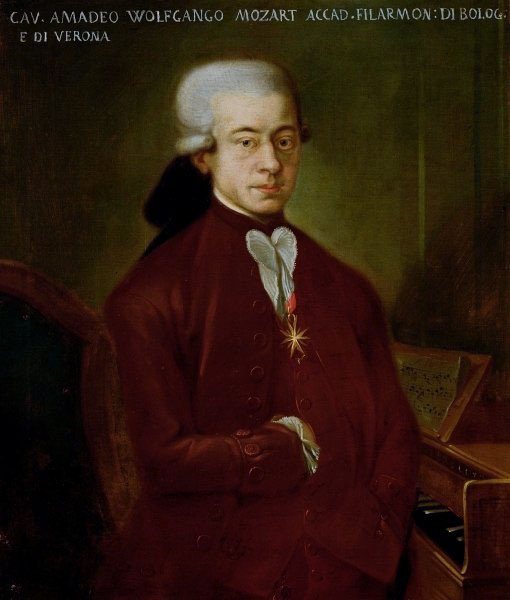 CAV. AMADEO WOLFGANGO MOZART ACCAD. FILARMON: DI BOLOG.
E DI VERONA